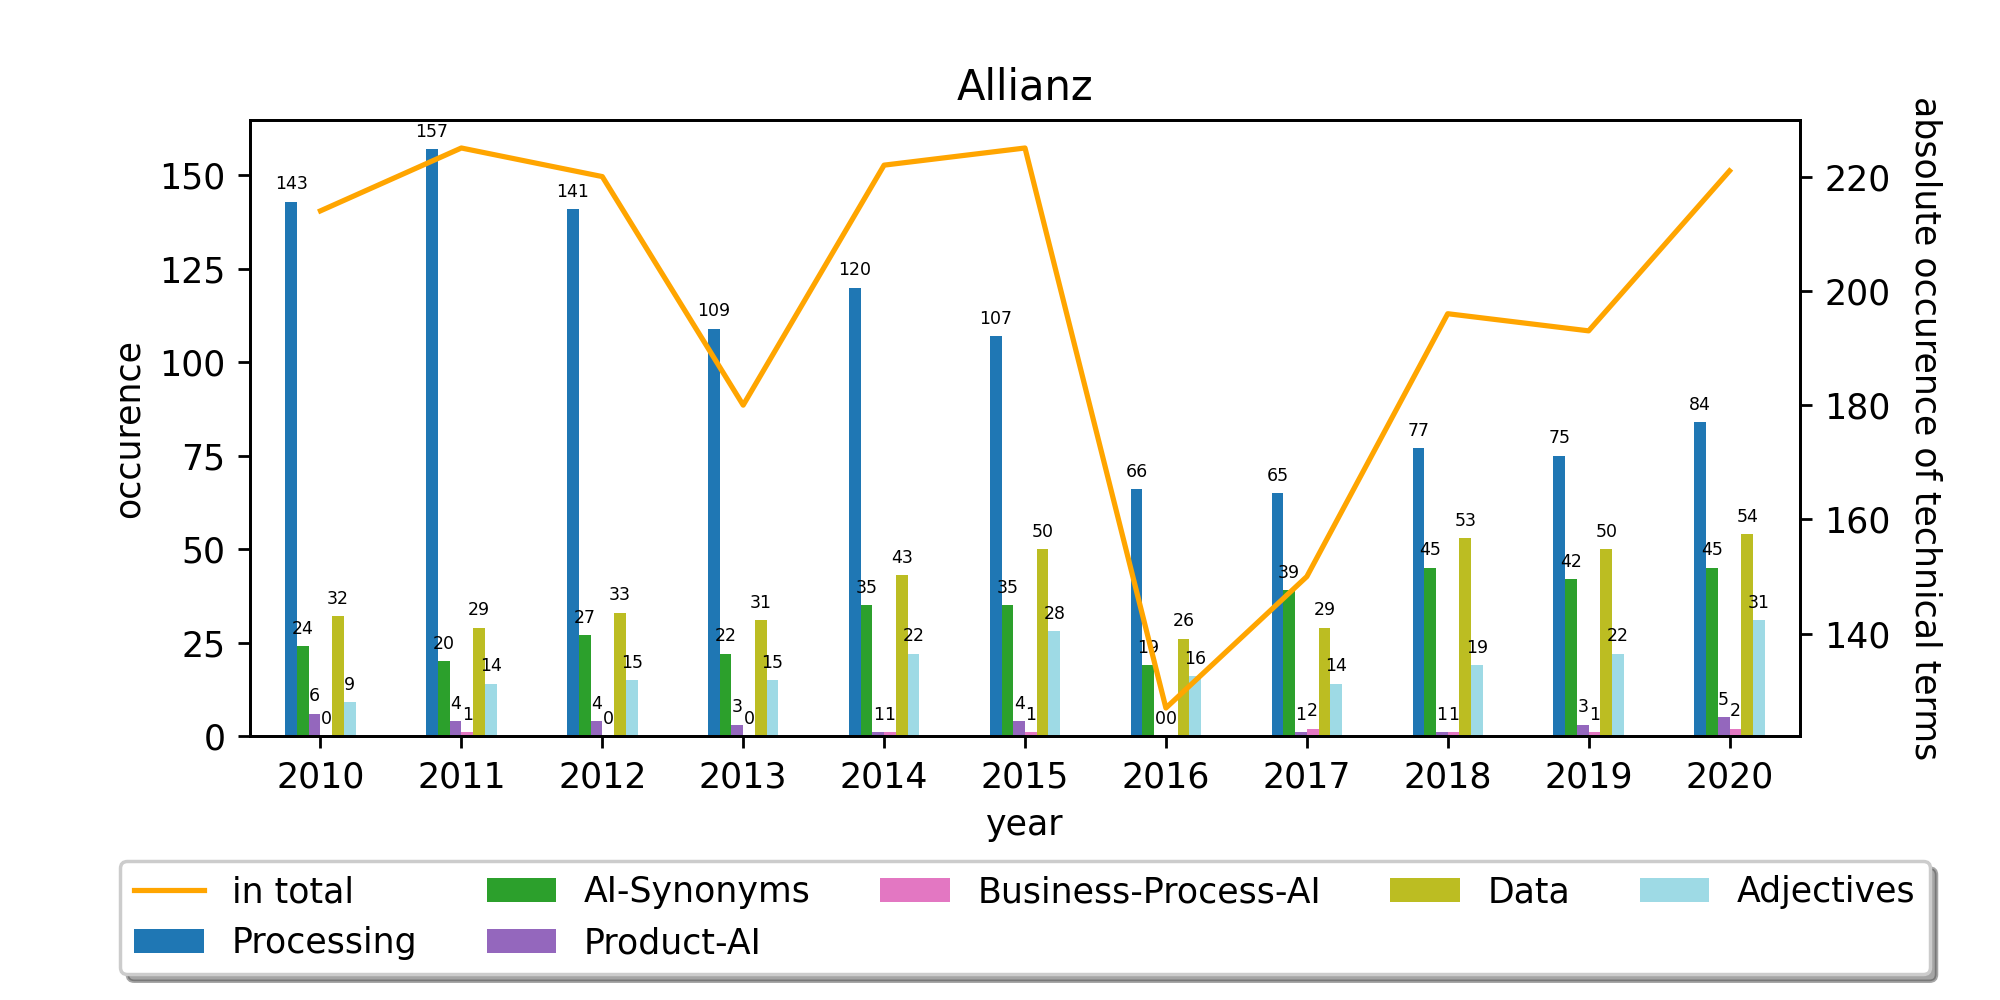 Allianz
occurence
150
125
100
75
50
25
0
143 24 6 0 32 9
157 20 4 1 29 14
141 27 4 0 33 15
109 22 3 0 31 15
120 35 1 1 43 22
107 35 4 1 50 28
66 19 0 0 26 16
65 39 1 2 29 14
77 45 1 1 53 19
75 42 3 1 50 22
84 45 5 2 54 31
220
200
180
160
140
absolute occurence of technical terms
2010 2011 2012 2013 2014 2015 2016 2017 2018 2019 2020
year
in total AI-Synonyms Business-Process-AI Data Adjectives
Processing Product-AI